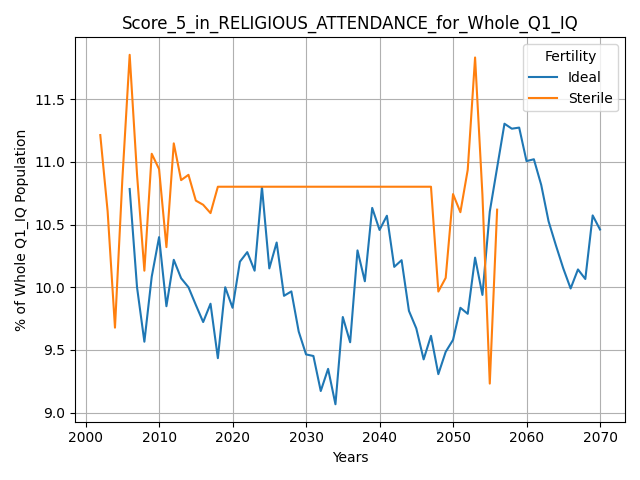 Score_5_in_RELIGIOUS_ATTENDANCE_for_Whole_Q1_IQ
% of Whole Q1_IQ Population
11.5
11.0
10.5
10.0
9.5
9.0
Fertility
Ideal
Sterile
2000 2010 2020 2030 2040 2050 2060 2070
Years